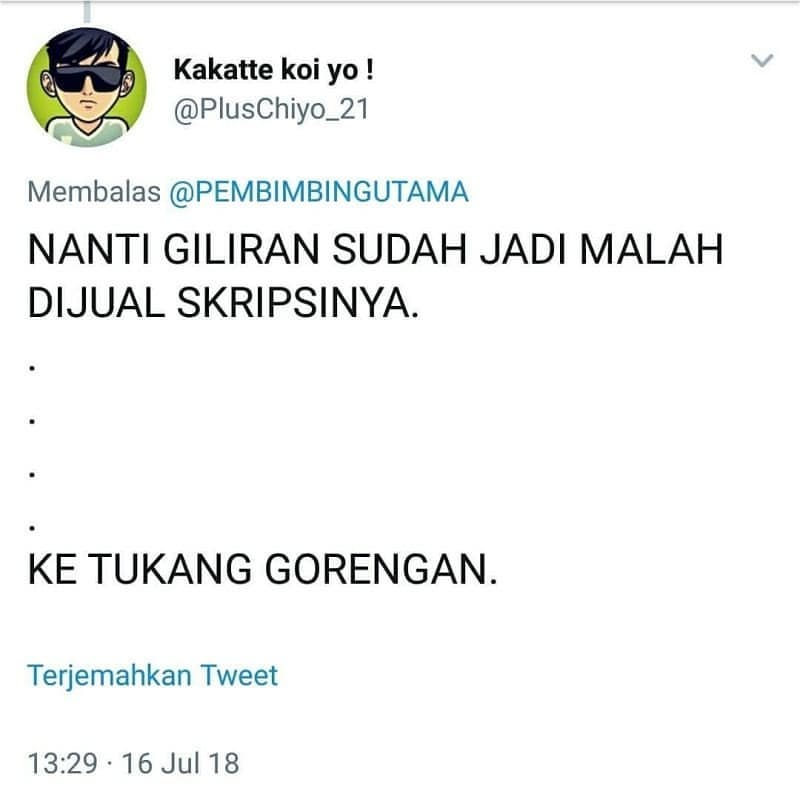 Kakatte koi yo !
@PlusChiyo_21
Membalas @PEMBIMBINGUTAMA
NANTI GILIRAN SUDAH JADI MALAH
DIJUAL SKRIPSINYA.
.
.
.
.
KE TUKANG GORENGAN.
Terjemahkan Tweet
13:29 · 16 Jul 18